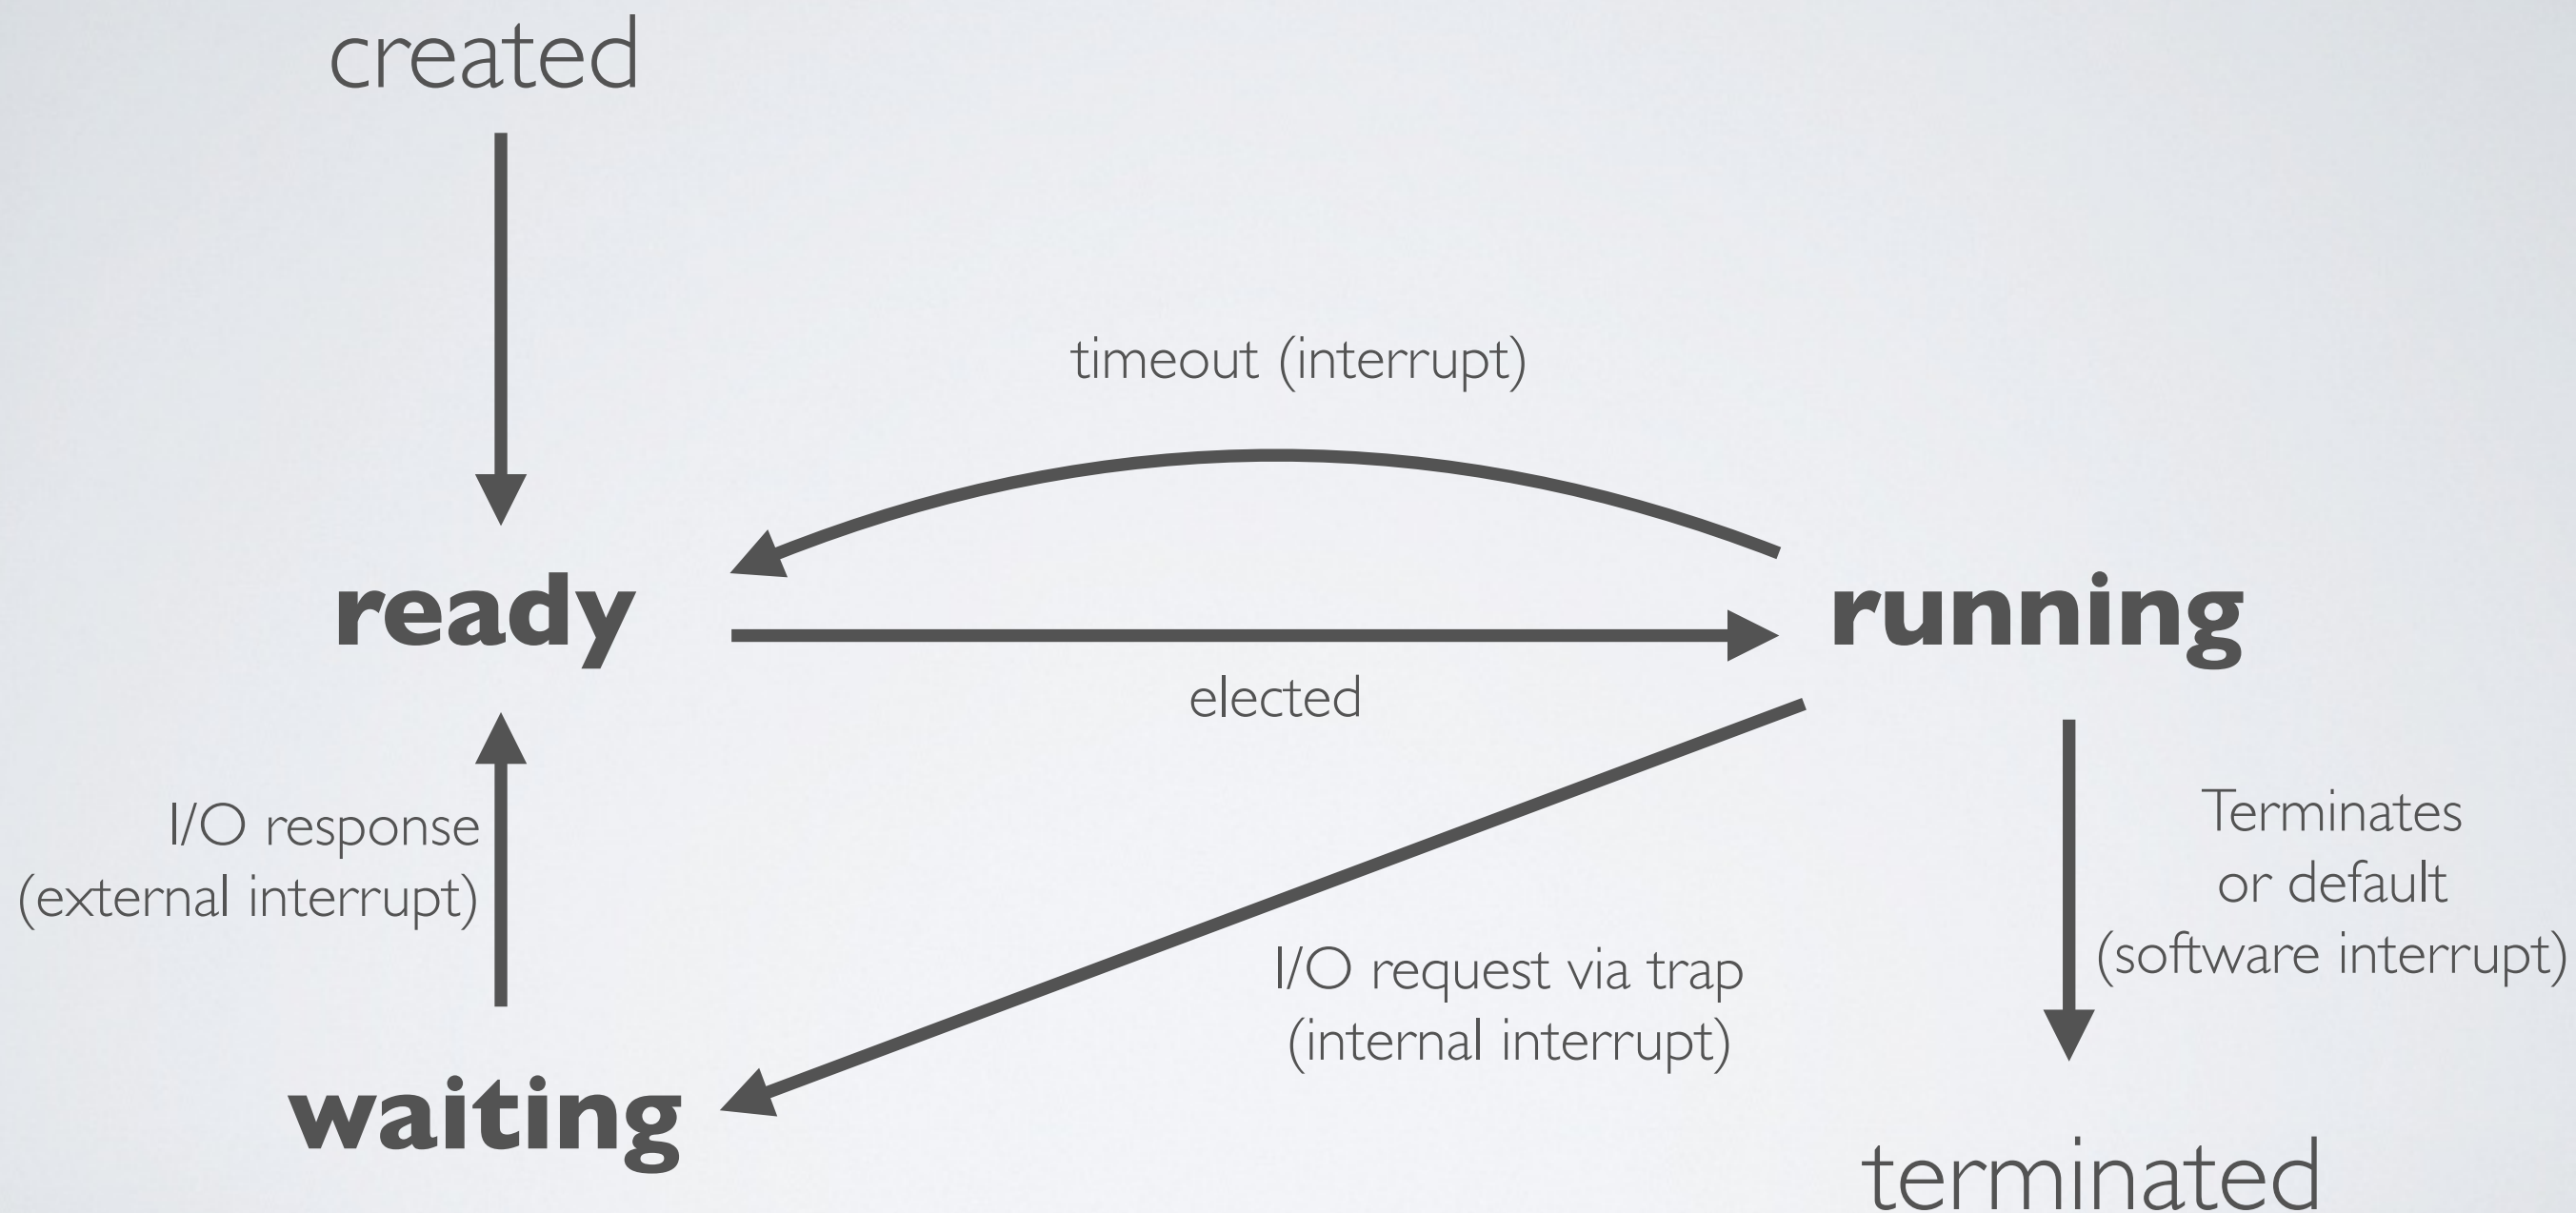 created
timeout (interrupt)
ready
running
elected
I/O response
(external interrupt)
Terminates
or default
(software interrupt)
I/O request via trap
(internal interrupt)
waiting
terminated